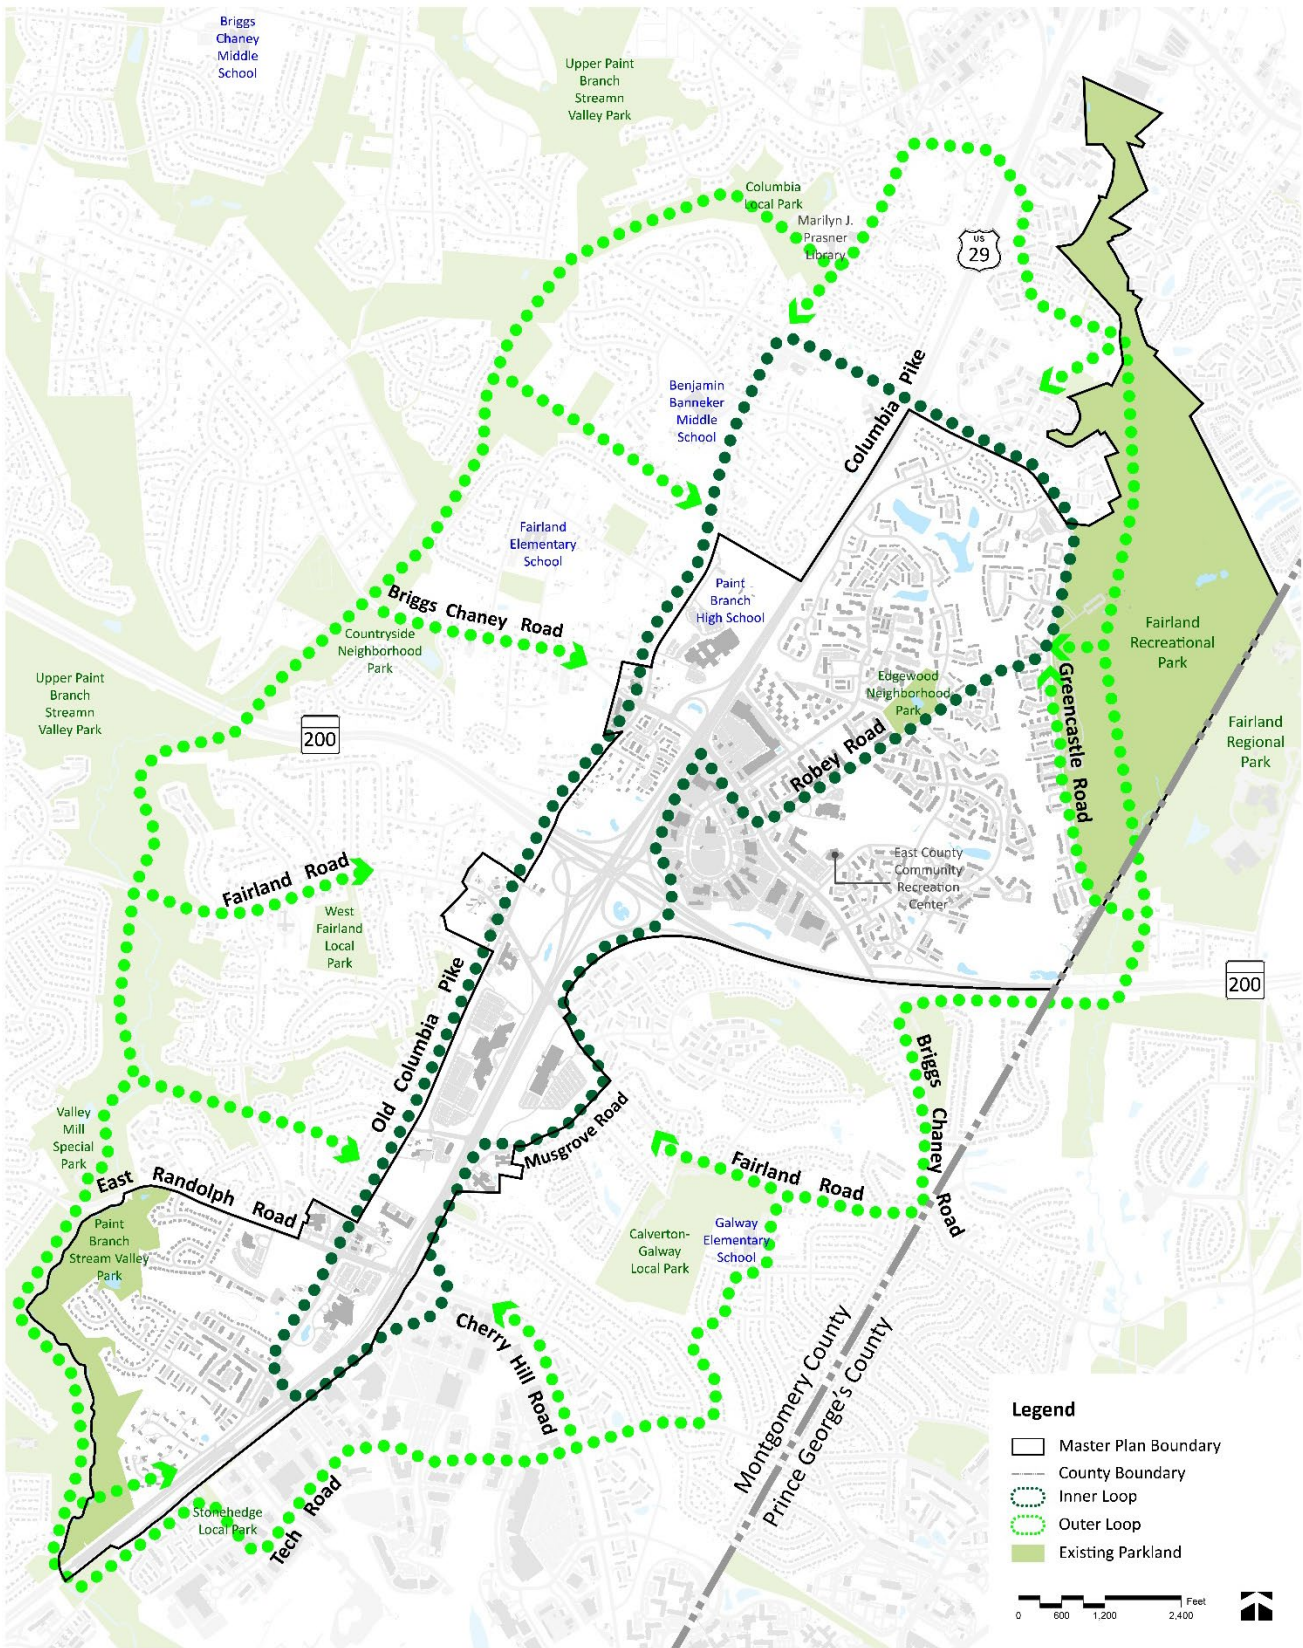 Briggs
Chaney
Middle
School
Upper Paint
Branch
Streamn
Valley Park
Columbia
Local Park
Marilyn J.
Prasner
Library
US
29
Benjamin
Banneker
Middle
School
Columbia Pike
Fairland
Elementary
School
Briggs Chaney Road
Paint
Branch
High School
Countryside
Neighborhood
Park
Fairland
Recreational
Park
Upper Paint
Branch
Streamn
Valley Park
Edgewood
Neighborhood
Park
Greencastle Road
Fairland
Regional
Park
200
Robey Road
Fairland Road
East County
Community
Recreation
Center
West
Fairland
Local
Park
200
Old Columbia Pike
Briggs Chaney Road
Musgrove Road
Valley
Mill
Special
Park
East Randolph Road
Fairland Road
Paint
Branch
Stream Valley
Park
Calverton-
Galway
Local Park
Galway
Elementary
School
Cherry Hill Road
Montgomery County
Prince George's County
Stonehedge
Local Park
Tech Road
Legend
Master Plan Boundary
County Boundary
Inner Loop
Outer Loop
Existing Parkland
Feet
0 600 1,200 2,400